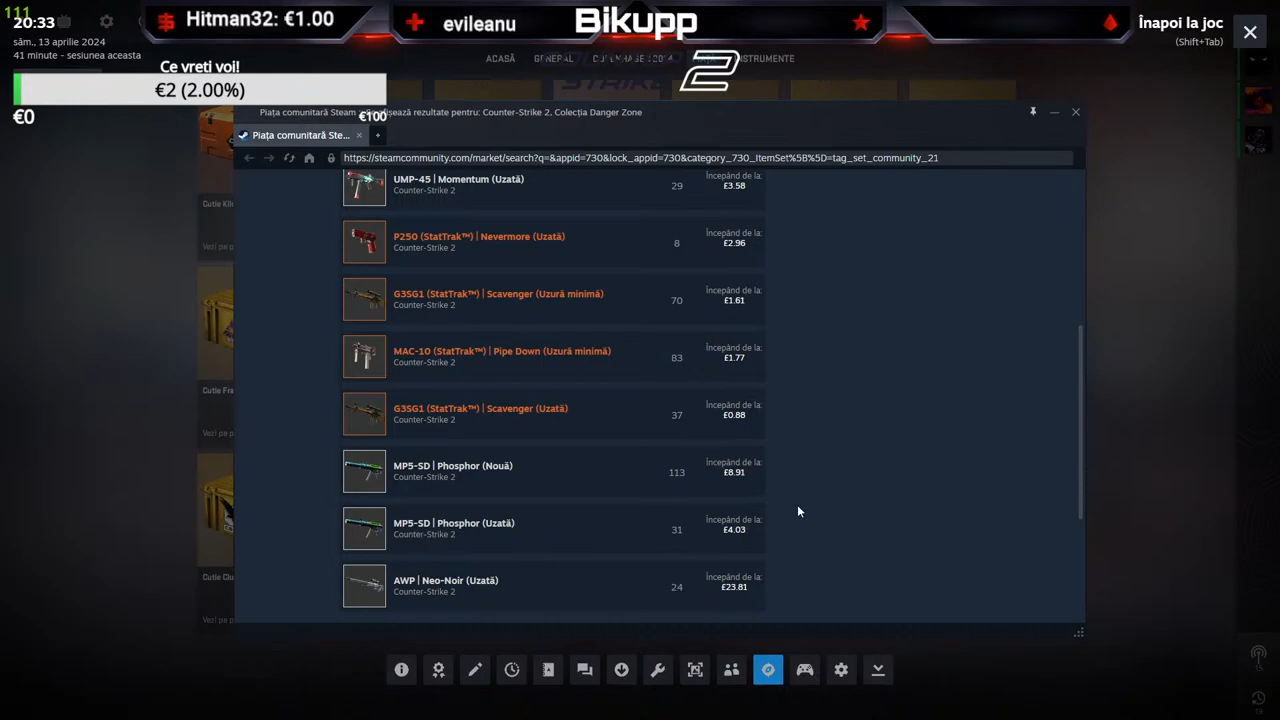 111
20:33
sâm., 13 aprilie 2024
41 minute - sesiunea aceasta
Hitman32: €1.00
evileanu
Bikupp
2
Înapoi la joc
(Shift+Tab)
Ce vreti voi!
€2 (2.00%)
€0
€100
ACASĂ
GENERAL
INSTRUMENTE
Counter-Strike 2, Colecția Danger Zone
Piața comunitară Ste...
https://steamcommunity.com/market/search?q=&appid=730&lock_appid=730&category_730_ItemSet%5B%5D=tag_set_community_21
UMP-45 | Momentum (Uzată)
Counter-Strike 2
29
Începând de la:
£3.58
P250 (StatTrak™) | Nevermore (Uzată)
Counter-Strike 2
8
Începând de la:
£2.96
G3SG1 (StatTrak™) | Scavenger (Uzură minimă)
Counter-Strike 2
70
Începând de la:
£1.61
MAC-10 (StatTrak™) | Pipe Down (Uzură minimă)
Counter-Strike 2
83
Începând de la:
£1.77
G3SG1 (StatTrak™) | Scavenger (Uzată)
Counter-Strike 2
37
Începând de la:
£0.88
MP5-SD | Phosphor (Nouă)
Counter-Strike 2
113
Începând de la:
£8.91
MP5-SD | Phosphor (Uzată)
Counter-Strike 2
31
Începând de la:
£4.03
AWP | Neo-Noir (Uzată)
Counter-Strike 2
24
Începând de la:
£23.81
Cutie
Vezi
Cutie
Vezi
Cutie
Vezi
15